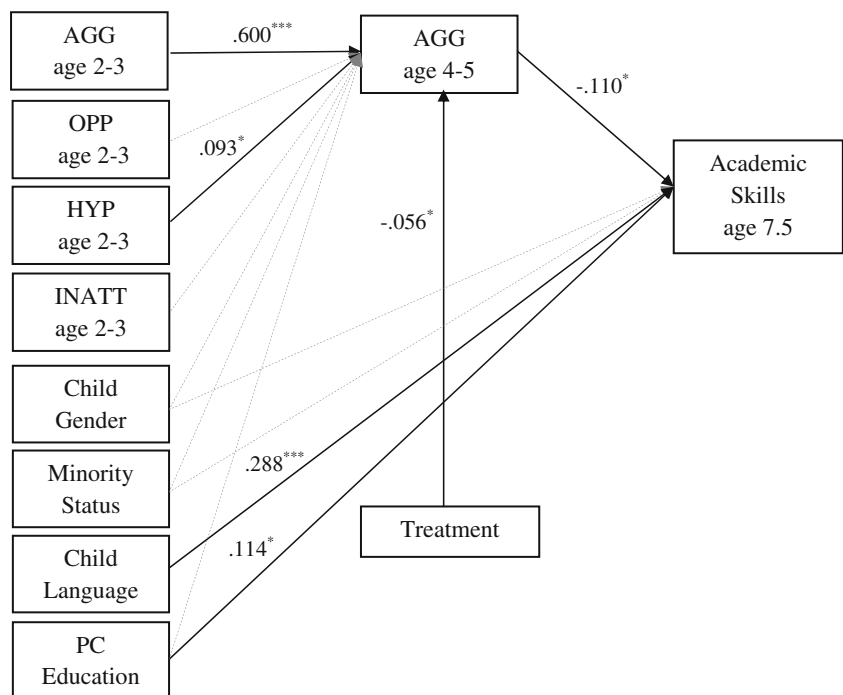 AGG
age 2-3
.600***
AGG
age 4-5
-.110*
OPP
age 2-3
.093*
HYP
age 2-3
Academic
Skills
age 7.5
-.056*
INATT
age 2-3
Child
Gender
Minority
Status
.288***
Treatment
Child
Language
.114*
PC
Education